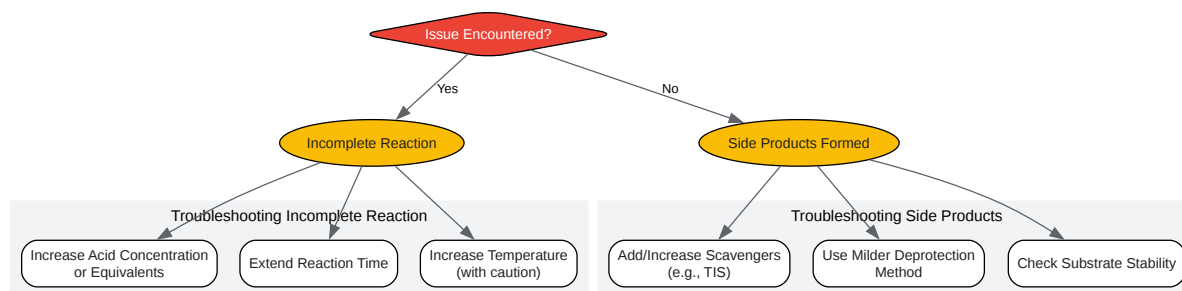 Issue Encountered?
Yes
No
Incomplete Reaction
Side Products Formed
Troubleshooting Incomplete Reaction
Increase Acid Concentration
or Equivalents
Extend Reaction Time
Increase Temperature
(with caution)
Troubleshooting Side Products
Add/Increase Scavengers
(e.g., TIS)
Use Milder Deprotection
Method
Check Substrate Stability